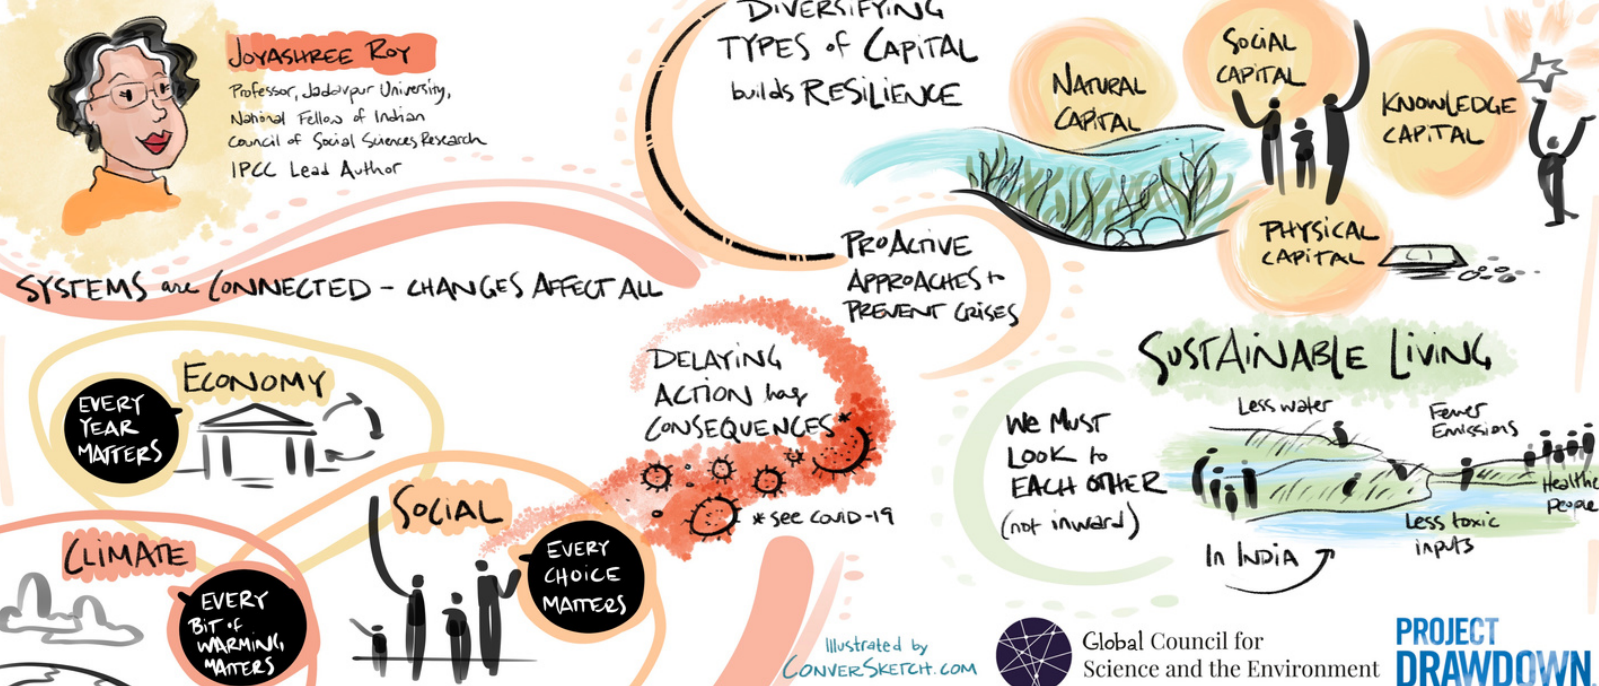 JOYASHREE ROY
Professor, Jadavpur University,
National Fellow of Indian
Council of Social Sciences Research
IPCC Lead Author
SYSTEMS are CONNECTED - CHANGES AFFECT ALL
ECONOMY
EVERY
YEAR
MATTERS
SOCIAL
EVERY
CHOICE
MATTERS
CLIMATE
EVERY
BIT of
WARMING
MATTERS
DELAYING
ACTION has
CONSEQUENCES*
*see COVID-19
DIVERSIFYING
TYPES of CAPITAL
builds RESILIENCE
PROACTIVE
APPROACHES to
PREVENT CRISES
NATURAL
CAPITAL
SOCIAL
CAPITAL
KNOWLEDGE
CAPITAL
PHYSICAL
CAPITAL
SUSTAINABLE LIVING
WE MUST
LOOK to
EACH OTHER
(not inward)
Less water
Fewer
Emissions
Healthie
People
Less toxic
inputs
In INDIA
Illustrated by
CONVERSKETCH.COM
Global Council for
Science and the Environment
PROJECT
DRAWDOWN.